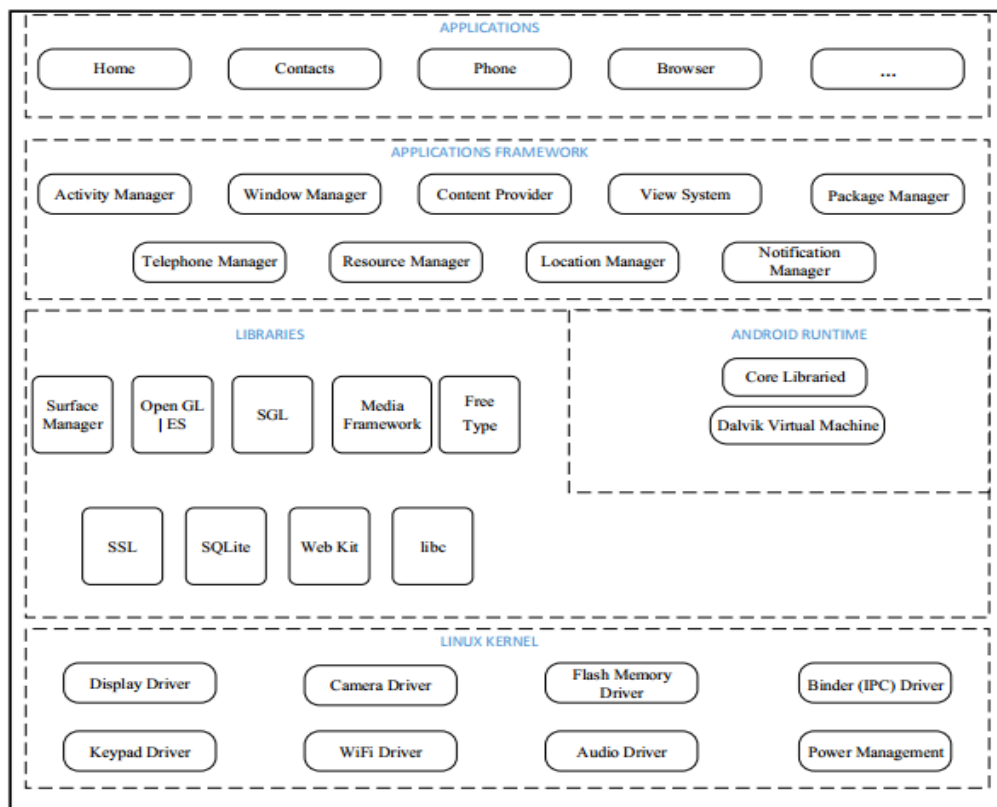 APPLICATIONS
Home
Contacts
Phone
Browser
...
APPLICATIONS FRAMEWORK
Activity Manager
Window Manager
Content Provider
View System
Package Manager
Telephone Manager
Resource Manager
Location Manager
Notification
Manager
LIBRARIES
Surface
Manager
Open GL
| ES
SGL
Media
Framework
Free
Type
SSL
SQLite
Web Kit
libc
ANDROID RUNTIME
Core Libraried
Dalvik Virtual Machine
LINUX KERNEL
Display Driver
Camera Driver
Flash Memory
Driver
Binder (IPC) Driver
Keypad Driver
WiFi Driver
Audio Driver
Power Management